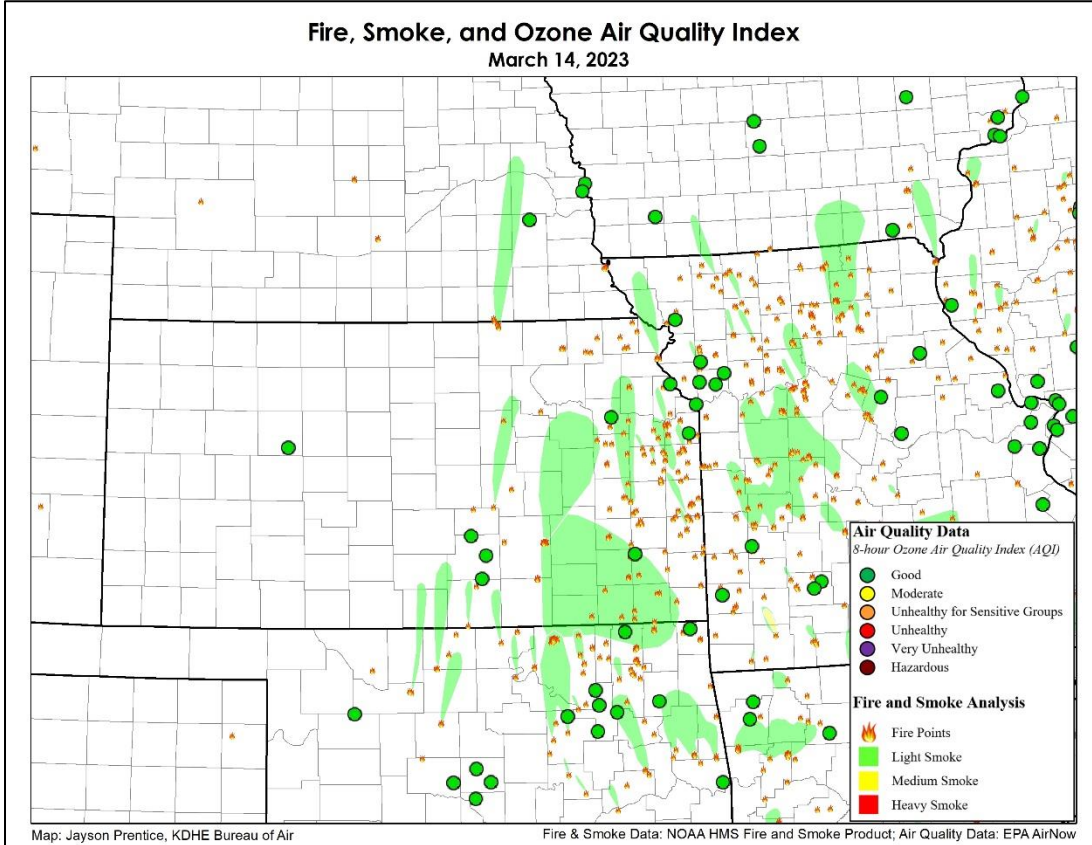 Fire, Smoke, and Ozone Air Quality Index
March 14, 2023
Air Quality Data
8-hour Ozone Air Quality Index (AQI)
Good
Moderate
Unhealthy for Sensitive Groups
Unhealthy
Very Unhealthy
Hazardous
Fire and Smoke Analysis
Fire Points
Light Smoke
Medium Smoke
Heavy Smoke
Map: Jayson Prentice, KDHE Bureau of Air
Fire & Smoke Data: NOAA HMS Fire and Smoke Product; Air Quality Data: EPA AirNow